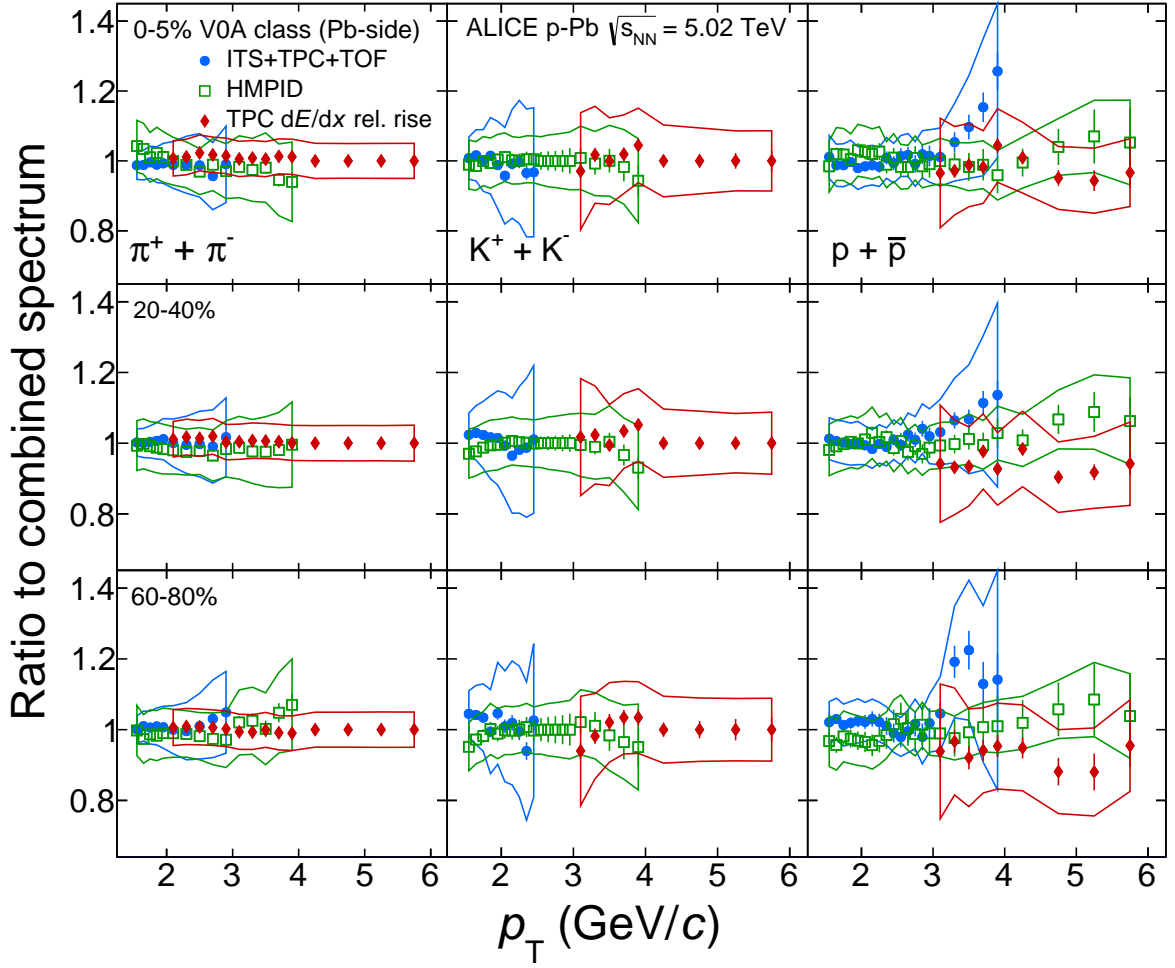 0-5% V0A class (Pb-side)
ITS+TPC+TOF
HMPID
TPC dE/dx rel. rise
ALICE p-Pb √sNN = 5.02 TeV
1.4
1.2
1
0.8
π+ + π-
K+ + K-
p + p̄
20-40%
1.4
1.2
1
0.8
60-80%
1.4
1.2
1
0.8
2 3 4 5 6 2 3 4 5 6 2 3 4 5 6
Ratio to combined spectrum
pT (GeV/c)